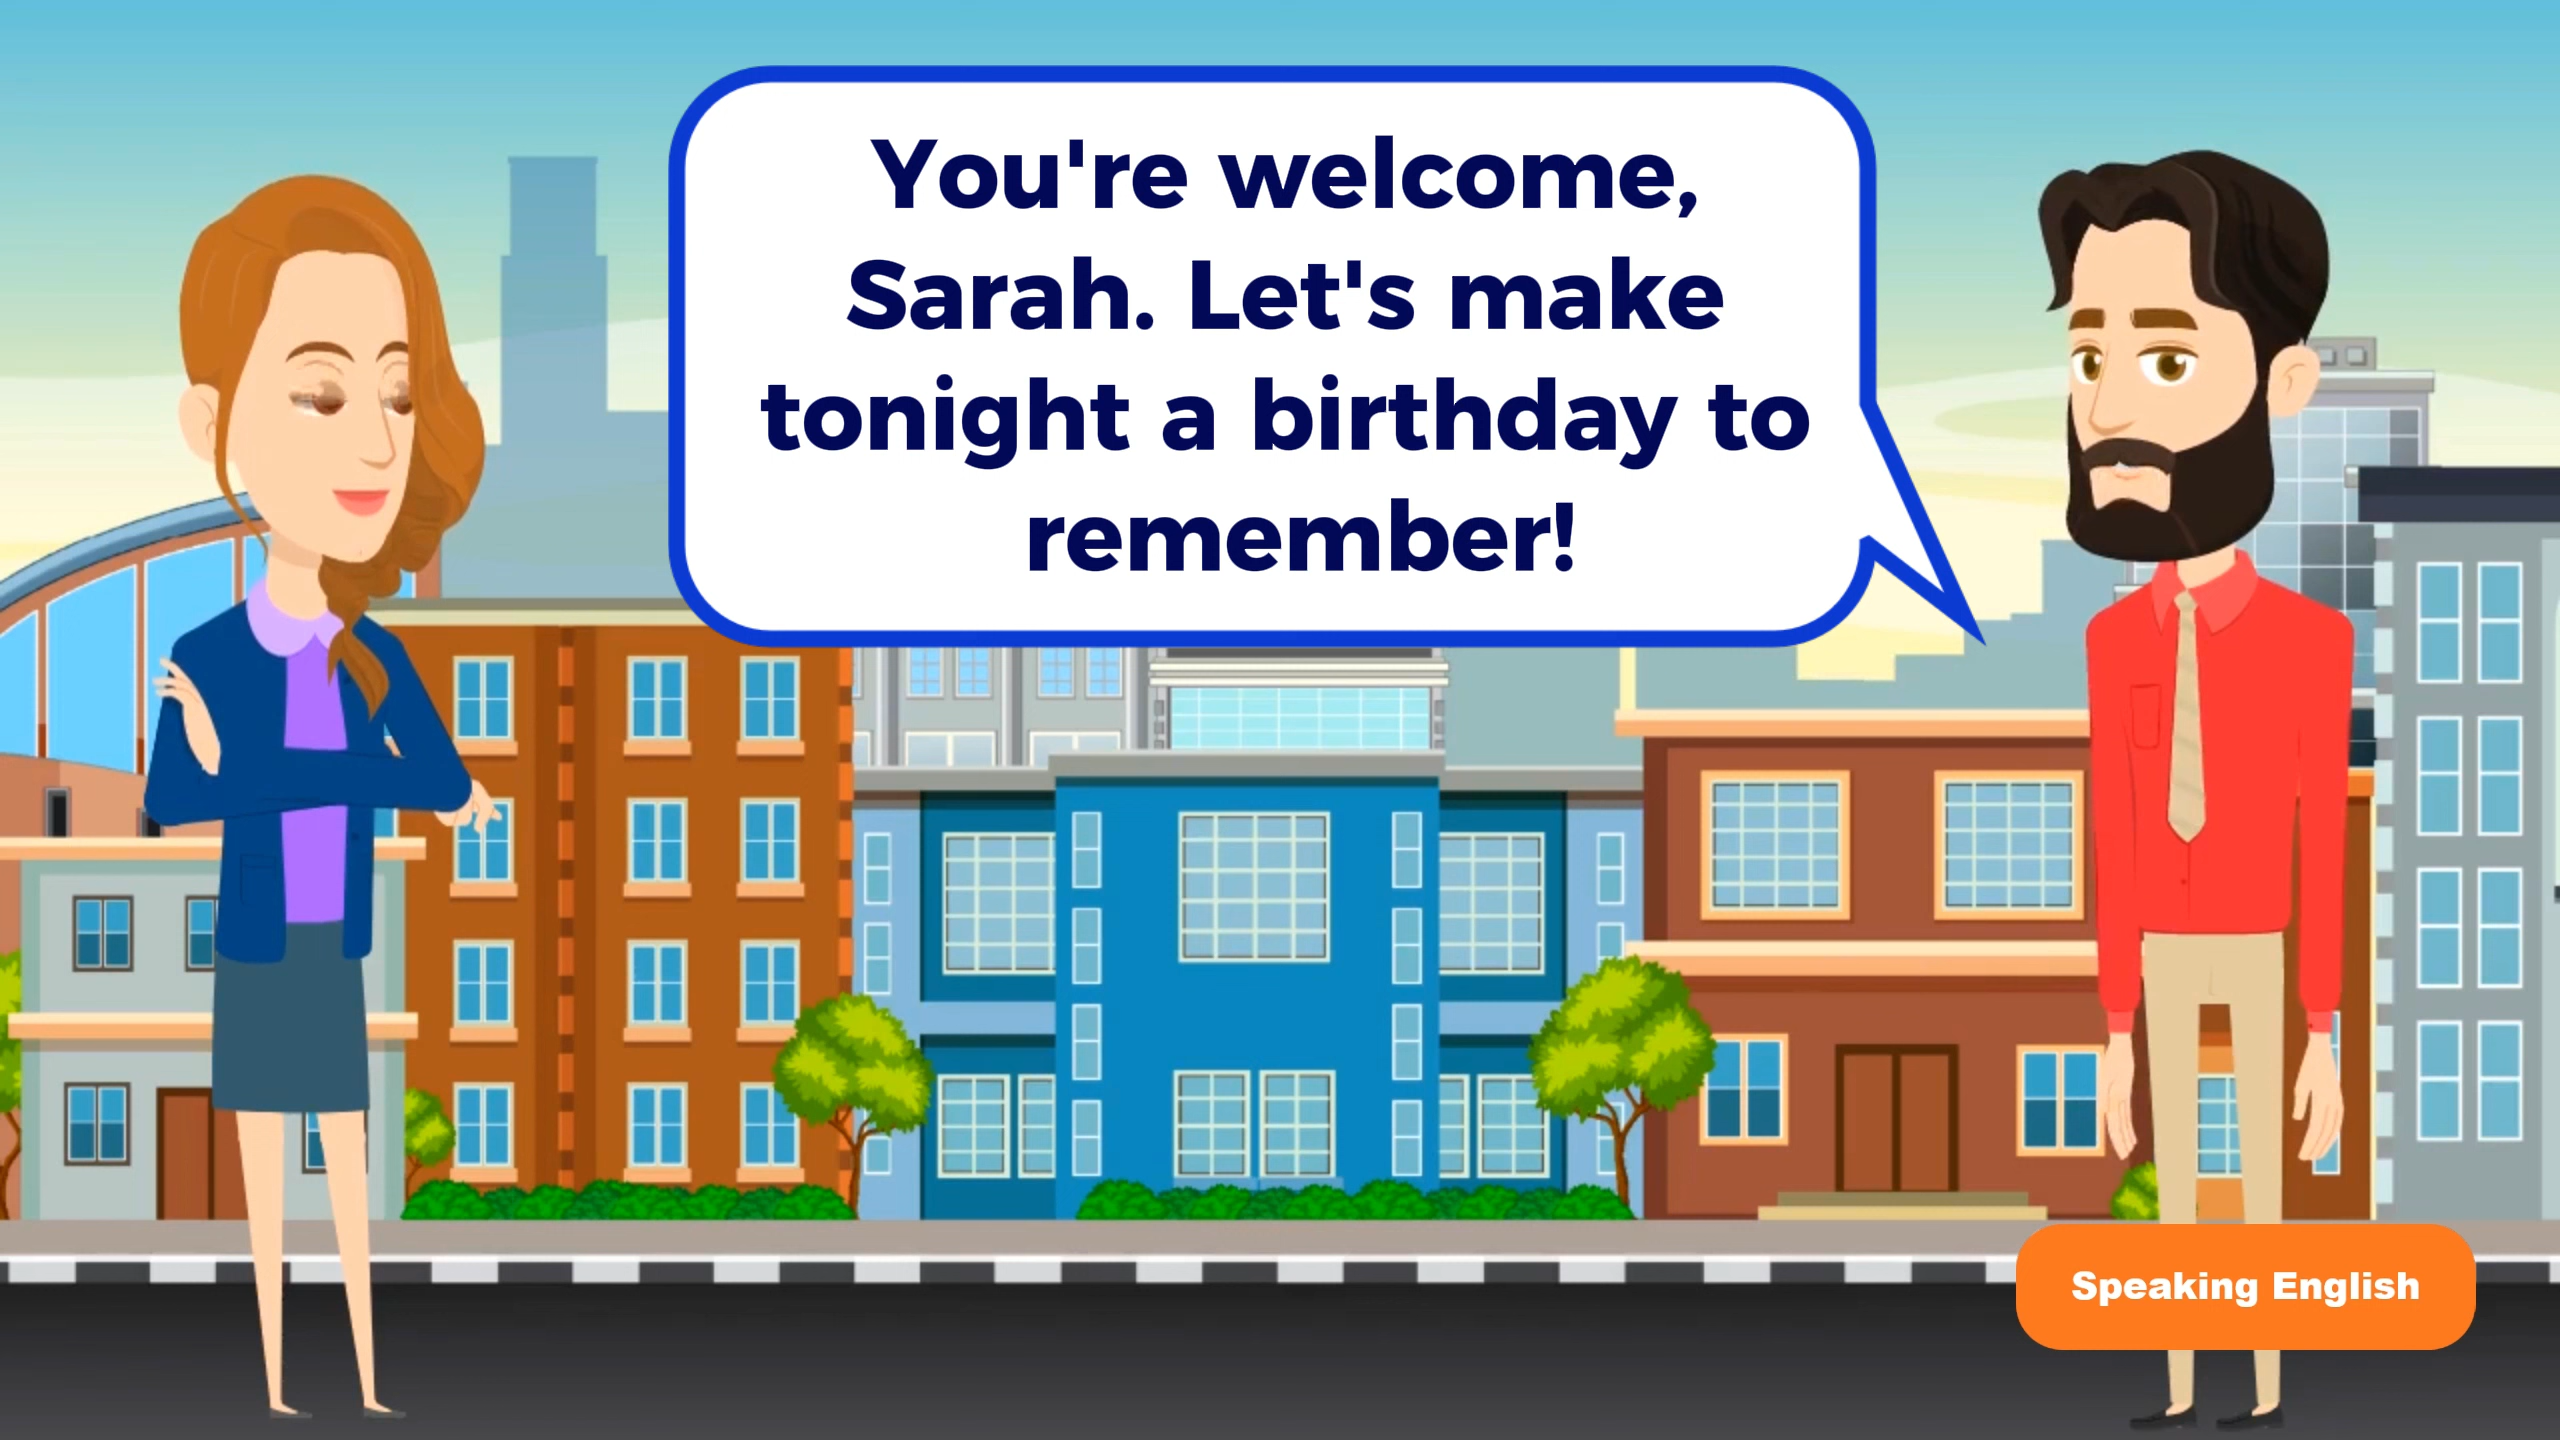 You're welcome,
Sarah. Let's make
tonight a birthday to
remember!
Speaking English